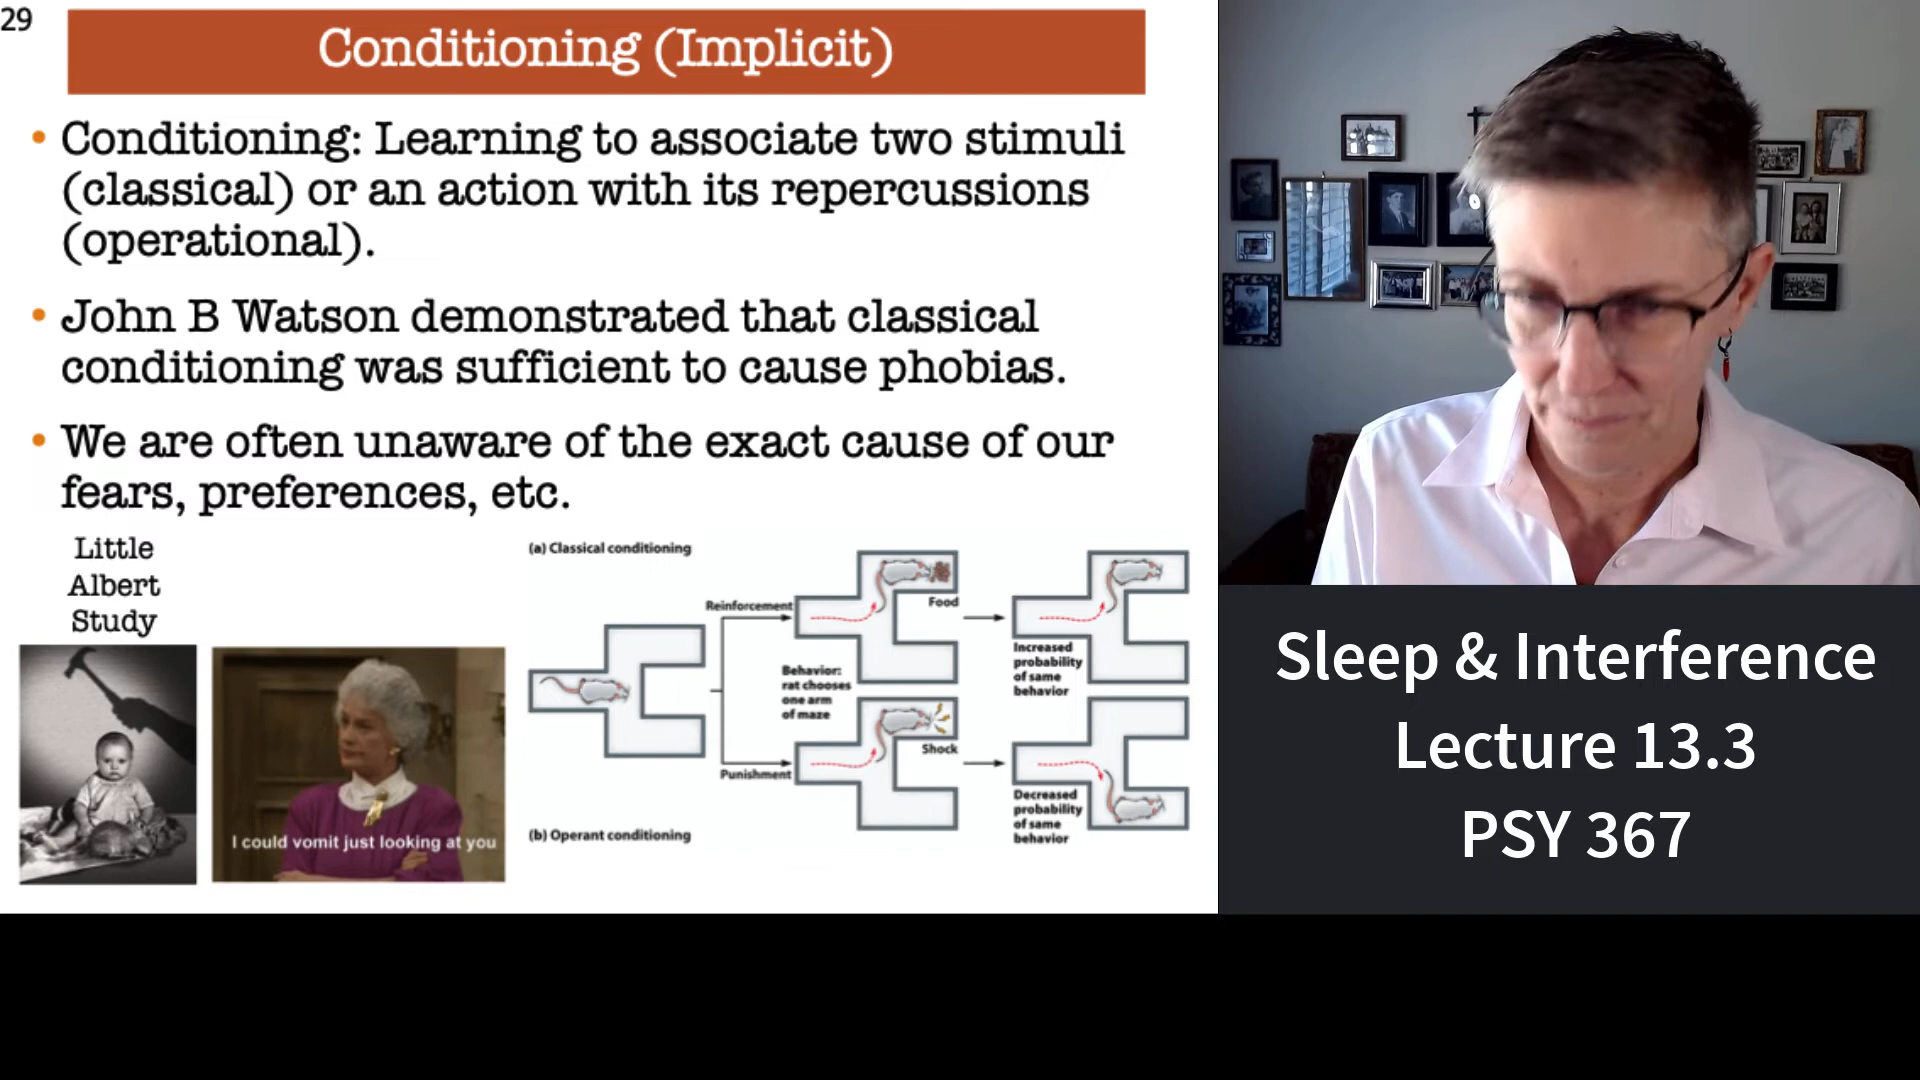 29
Conditioning (Implicit)
• Conditioning: Learning to associate two stimuli
(classical) or an action with its repercussions
(operational).
• John B Watson demonstrated that classical
conditioning was sufficient to cause phobias.
• We are often unaware of the exact cause of our
fears, preferences, etc.
Little
Albert
Study
I could vomit just looking at you
(a) Classical conditioning
Reinforcement
Food
Increased
probability
of same
behavior
Behavior:
rat chooses
one arm
of maze
Punishment
Shock
Decreased
probability
of same
behavior
(b) Operant conditioning
Sleep & Interference
Lecture 13.3
PSY 367